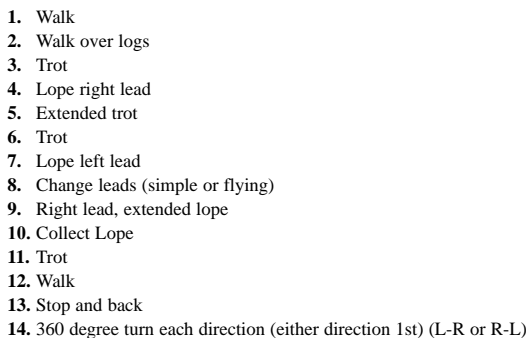 1. Walk
2. Walk over logs
3. Trot
4. Lope right lead
5. Extended trot
6. Trot
7. Lope left lead
8. Change leads (simple or flying)
9. Right lead, extended lope
10. Collect Lope
11. Trot
12. Walk
13. Stop and back
14. 360 degree turn each direction (either direction 1st) (L-R or R-L)